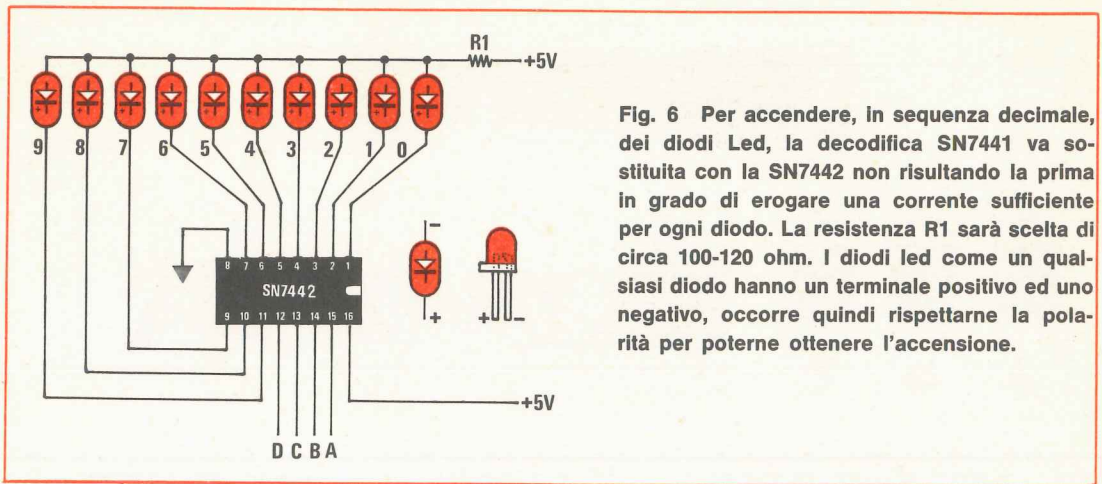 R1
+5V
9 8 7 6 5 4 3 2 1 0
8 7 6 5 4 3 2 1
SN7442
9 10 11 12 13 14 15 16
+5V
D C B A
-
+
+ -
Fig. 6 Per accendere, in sequenza decimale,
dei diodi Led, la decodifica SN7441 va so-
stituita con la SN7442 non risultando la prima
in grado di erogare una corrente sufficiente
per ogni diodo. La resistenza R1 sarà scelta di
circa 100-120 ohm. I diodi led come un qual-
siasi diodo hanno un terminale positivo ed uno
negativo, occorre quindi rispettarne la pola-
rità per poterne ottenere l'accensione.